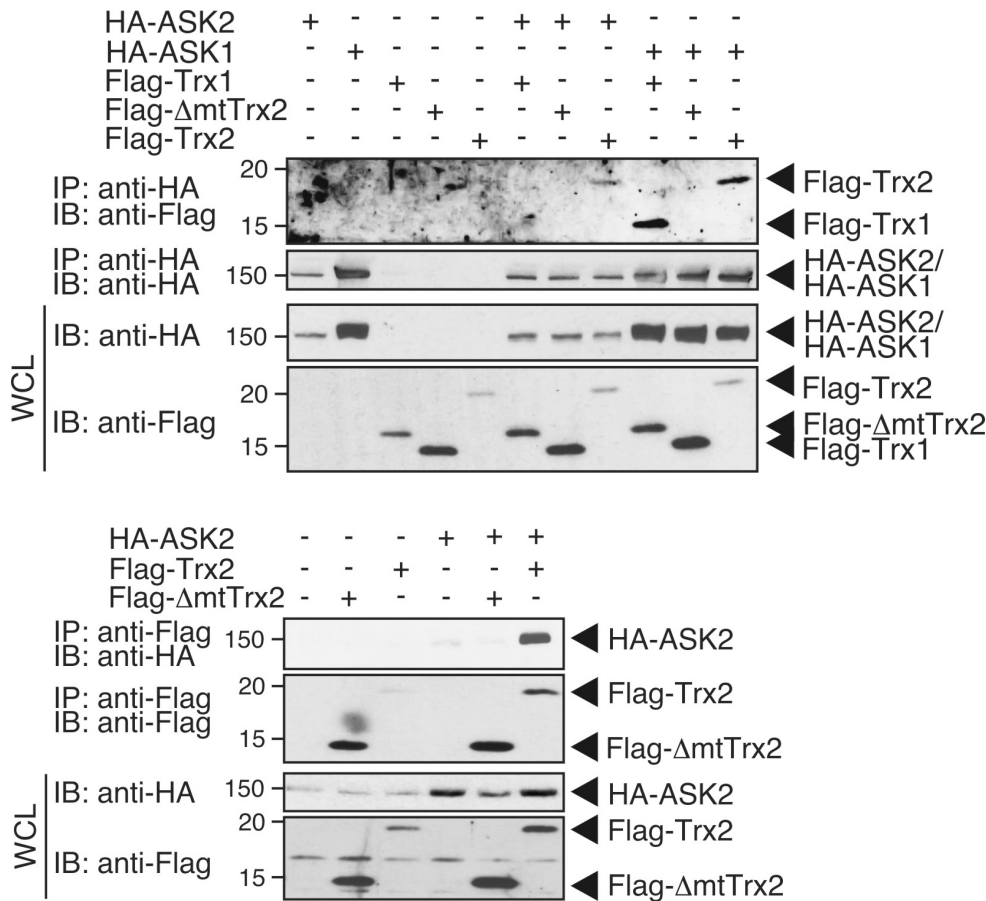 HA-ASK2 + - - - - + + + - - -
HA-ASK1 - + - - - - - - + + +
Flag-Trx1 - - + - - + - - + - -
Flag-ΔmtTrx2 - - - + - - + - - + -
Flag-Trx2 - - - - + - - + - - +
IP: anti-HA
IB: anti-Flag
20
15
Flag-Trx2
Flag-Trx1
IP: anti-HA
IB: anti-HA
150
HA-ASK2/
HA-ASK1
WCL
IB: anti-HA
150
HA-ASK2/
HA-ASK1
IB: anti-Flag
20
15
Flag-Trx2
Flag-ΔmtTrx2
Flag-Trx1
HA-ASK2 - - - + + +
Flag-Trx2 - - + - - +
Flag-ΔmtTrx2 - + - - + -
IP: anti-Flag
IB: anti-HA
150
HA-ASK2
IP: anti-Flag
IB: anti-Flag
20
15
Flag-Trx2
Flag-ΔmtTrx2
WCL
IB: anti-HA
150
HA-ASK2
IB: anti-Flag
20
15
Flag-Trx2
Flag-ΔmtTrx2